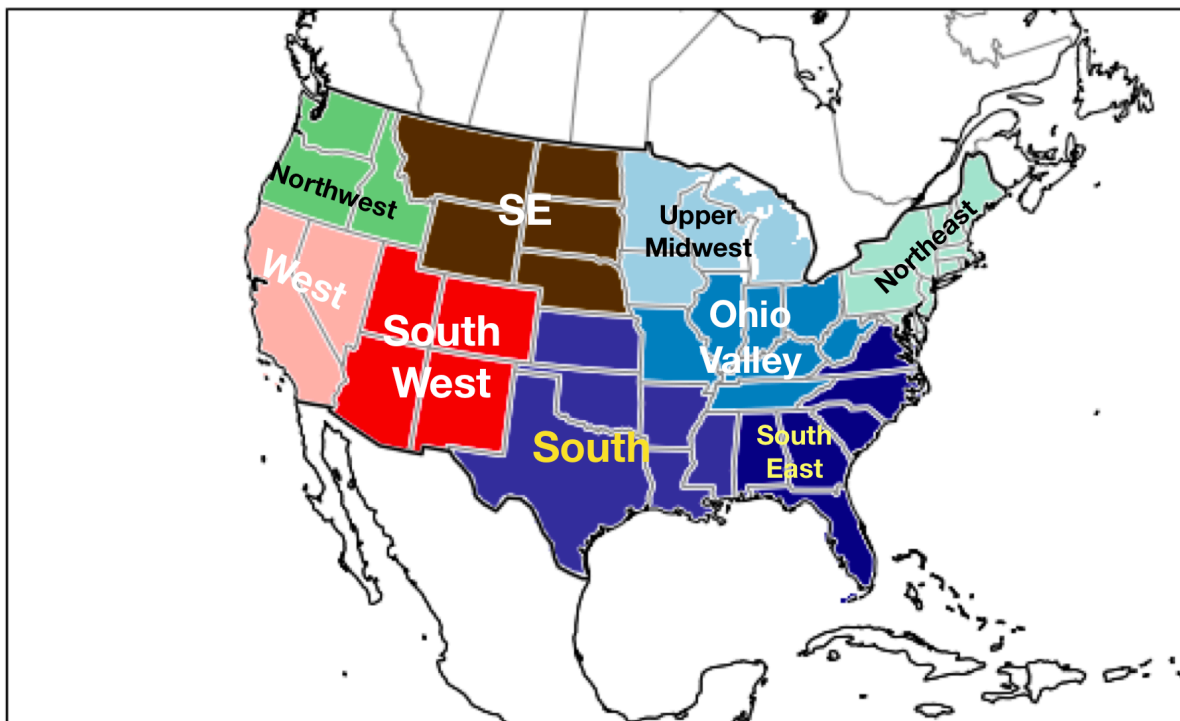 Northwest
SE
Upper
Midwest
Northeast
West
South
West
Ohio
Valley
South
South
East